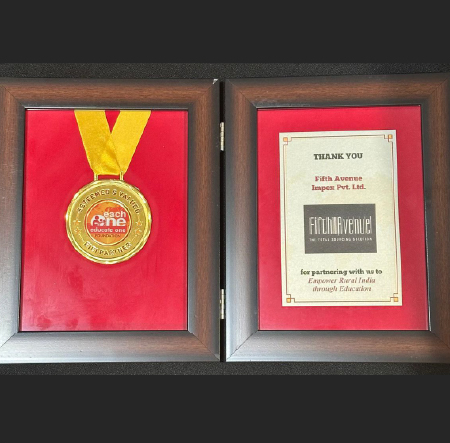 each
one
educate one
THANK YOU
Fifth Avenue
Impex Pvt. Ltd.
FifthAvenue!
for partnering with us to
Empower Rural India
through Education